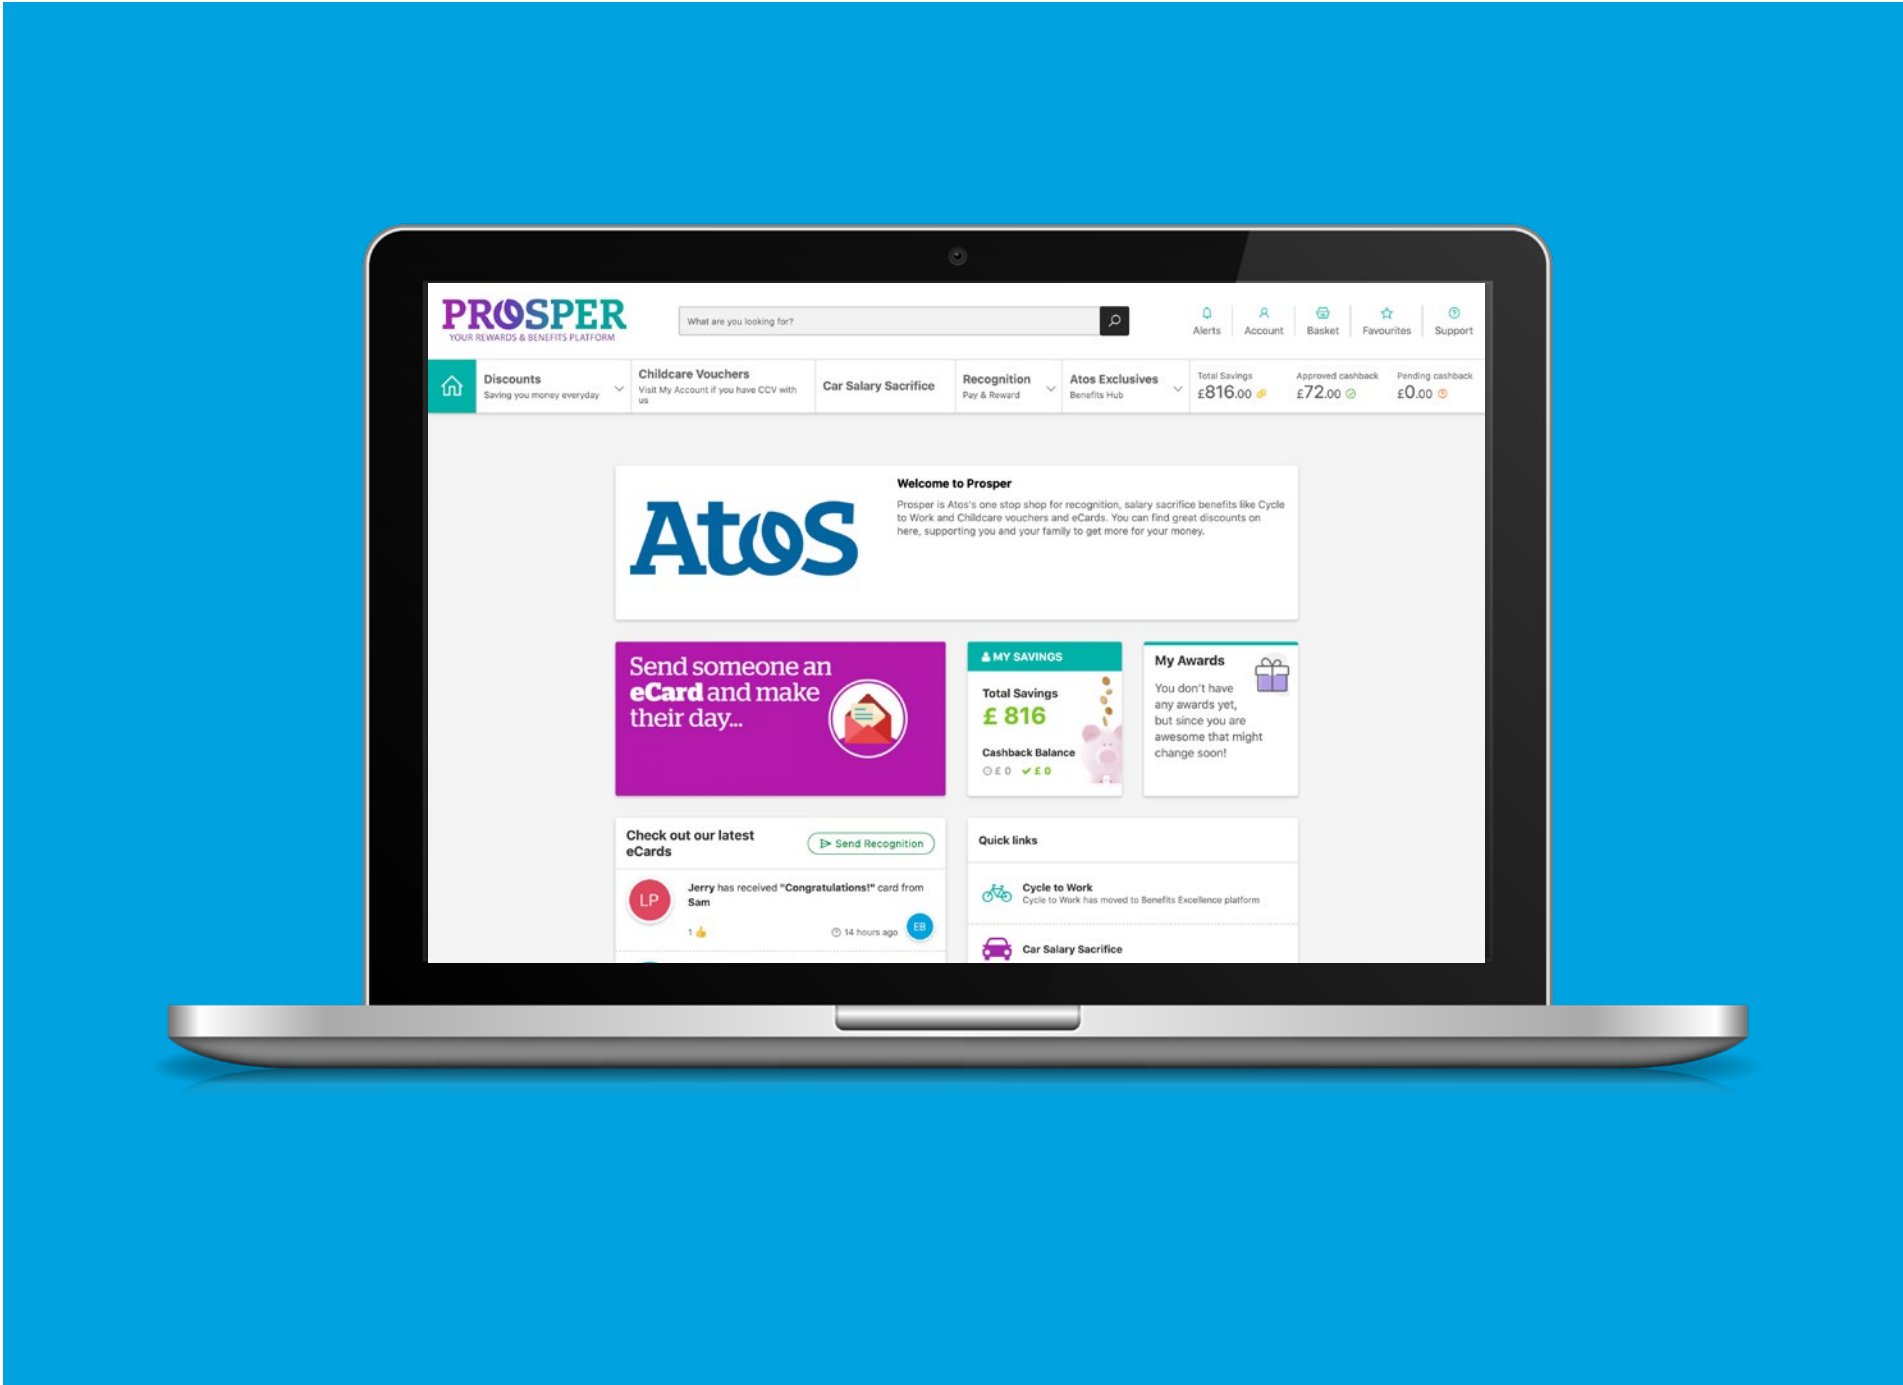 PROSPER
YOUR REWARDS & BENEFITS PLATFORM
What are you looking for?
Alerts
Account
Basket
Favourites
Support
Discounts
Saving you money everyday
Childcare Vouchers
Visit My Account if you have CCV with
us
Car Salary Sacrifice
Recognition
Pay & Reward
Atos Exclusives
Benefits Hub
Total Savings
£816.00
Approved cashback
£72.00
Pending cashback
£0.00
Atos
Welcome to Prosper
Prosper is Atos's one stop shop for recognition, salary sacrifice benefits like Cycle
to Work and Childcare vouchers and eCards. You can find great discounts on
here, supporting you and your family to get more for your money.
Send someone an
eCard and make
their day...
MY SAVINGS
Total Savings
£ 816
Cashback Balance
£ 0 £ 0
My Awards
You don't have
any awards yet,
but since you are
awesome that might
change soon!
Check out our latest
eCards
Send Recognition
LP
Jerry has received "Congratulations!" card from
Sam
1
14 hours ago
EB
Quick links
Cycle to Work
Cycle to Work has moved to Benefits Excellence platform
Car Salary Sacrifice